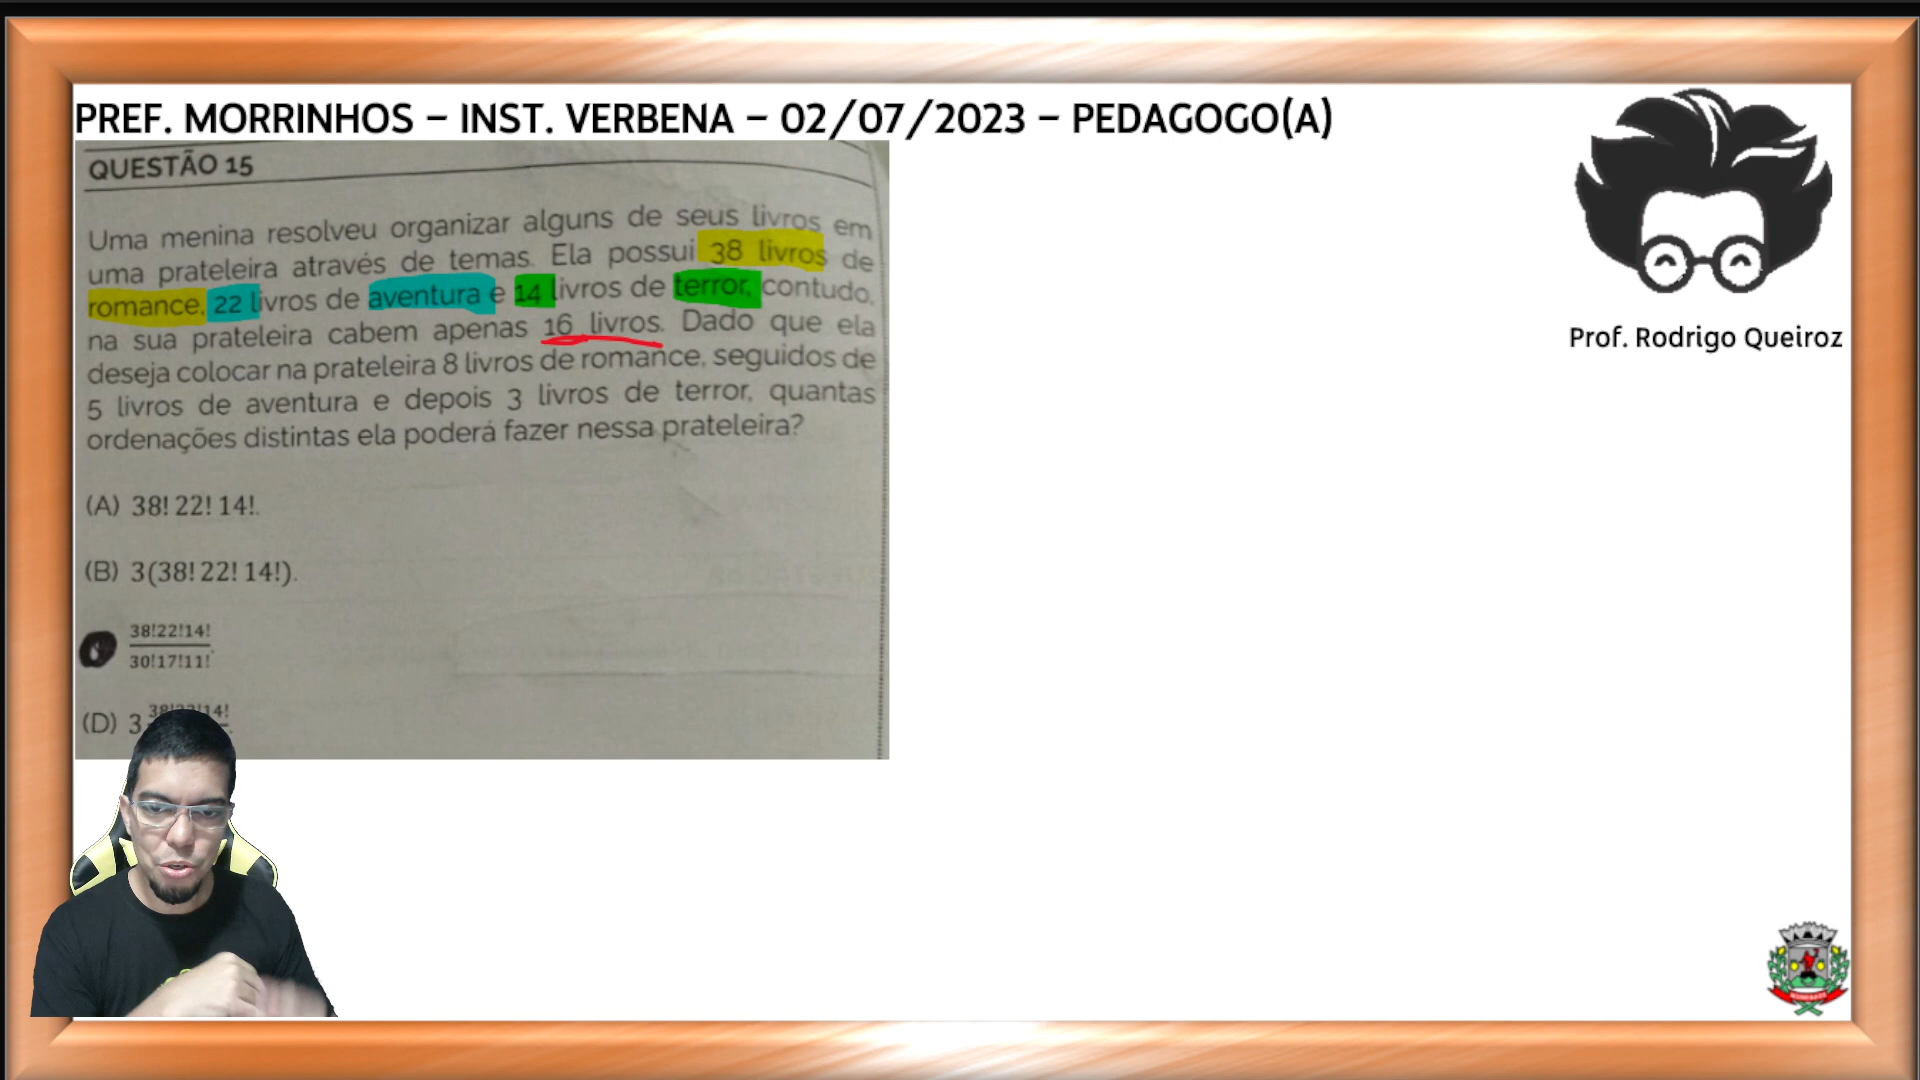 PREF. MORRINHOS – INST. VERBENA – 02/07/2023 – PEDAGOGO(A)
QUESTÃO 15
Uma menina resolveu organizar alguns de seus livros em
uma prateleira através de temas. Ela possui 38 livros de
romance, 22 livros de aventura e 14 livros de terror, contudo,
na sua prateleira cabem apenas 16 livros. Dado que ela
deseja colocar na prateleira 8 livros de romance, seguidos de
5 livros de aventura e depois 3 livros de terror, quantas
ordenações distintas ela poderá fazer nessa prateleira?
(A) 38! 22! 14!.
(B) 3(38! 22! 14!).
38!22!14!
30!17!11!
(D) 3
Prof. Rodrigo Queiroz